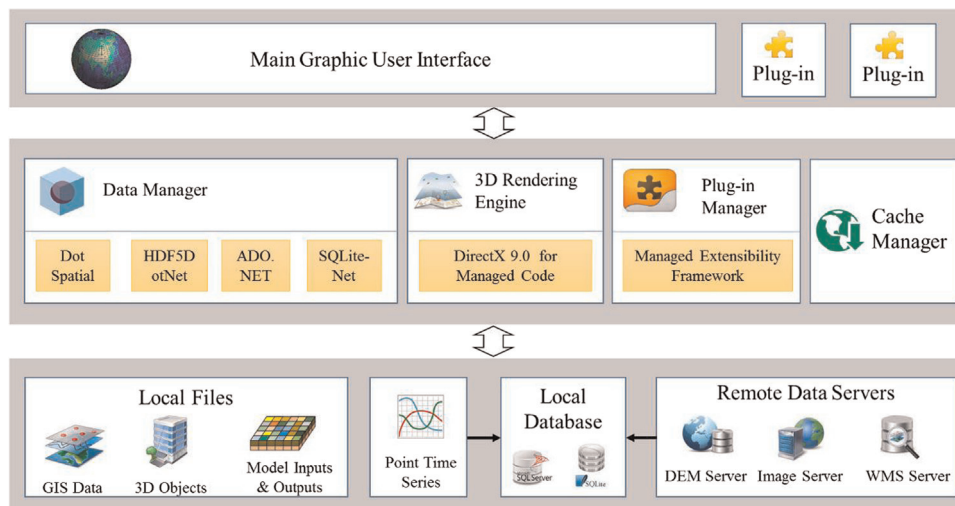 Main Graphic User Interface
Plug-in
Plug-in
Data Manager
Dot
Spatial
HDF5D
otNet
ADO.
NET
SQLite-
Net
3D Rendering
Engine
DirectX 9.0 for
Managed Code
Plug-in
Manager
Managed Extensibility
Framework
Cache
Manager
Local Files
GIS Data
3D Objects
Model Inputs
& Outputs
Point Time
Series
Local
Database
SQL Server
SQLite
Remote Data Servers
DEM Server
Image Server
WMS Server